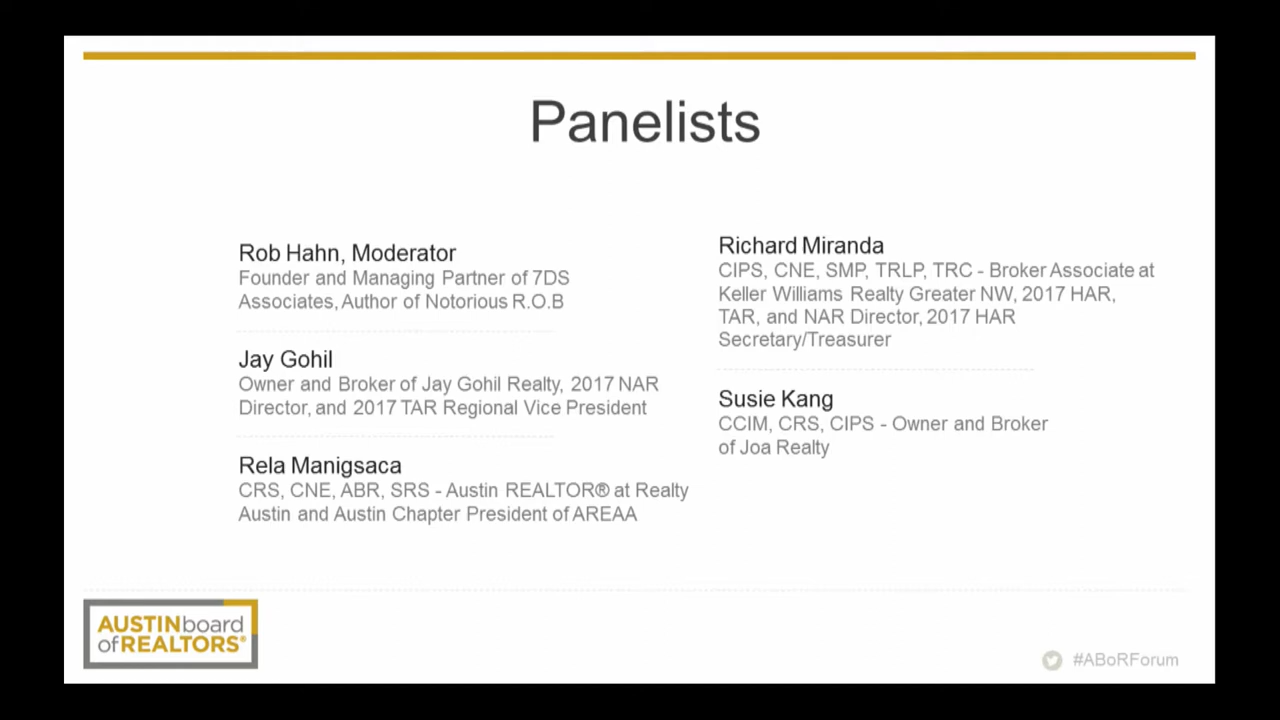 Panelists
Rob Hahn, Moderator
Founder and Managing Partner of 7DS
Associates, Author of Notorious R.O.B
Jay Gohil
Owner and Broker of Jay Gohil Realty, 2017 NAR
Director, and 2017 TAR Regional Vice President
Rela Manigsaca
CRS, CNE, ABR, SRS - Austin REALTOR® at Realty
Austin and Austin Chapter President of AREAA
Richard Miranda
CIPS, CNE, SMP, TRLP, TRC - Broker Associate at
Keller Williams Realty Greater NW, 2017 HAR,
TAR, and NAR Director, 2017 HAR
Secretary/Treasurer
Susie Kang
CCIM, CRS, CIPS - Owner and Broker
of Joa Realty
AUSTINboard
ofREALTORS®
#ABoRForum